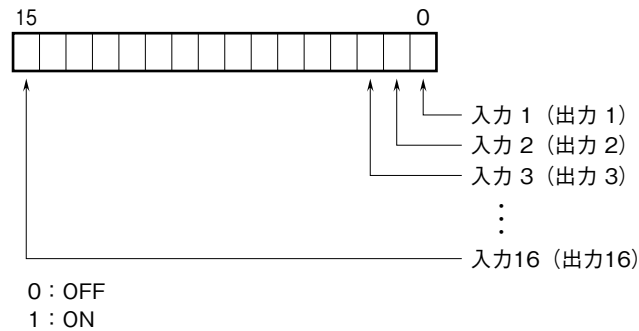 15 0
入力 1（出力 1）
入力 2（出力 2）
入力 3（出力 3）
⋮
入力16（出力16）
0：OFF
1：ON